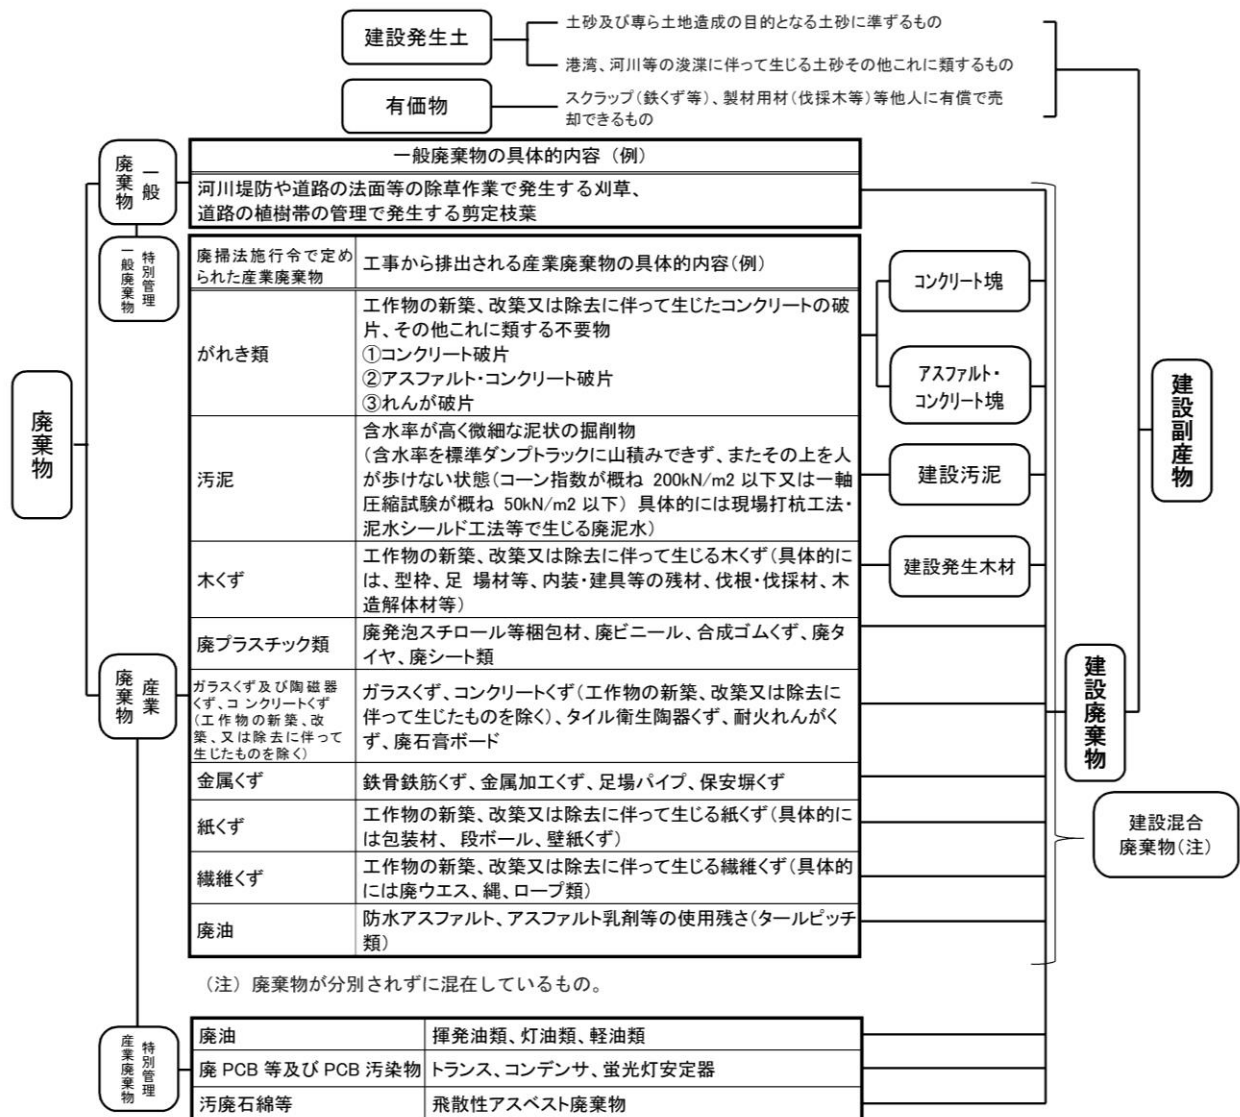 建設発生土
土砂及び専ら土地造成の目的となる土砂に準ずるもの
港湾、河川等の浚渫に伴って生じる土砂その他これに類するもの
有価物
スクラップ(鉄くず等)、製材用材(伐採木等)等他人に有償で売
却できるもの
一般
廃棄物
一般廃棄物の具体的内容（例）
河川堤防や道路の法面等の除草作業で発生する刈草、
道路の植樹帯の管理で発生する剪定枝葉
特別管理
一般廃棄物
廃掃法施行令で定め
られた産業廃棄物
工事から排出される産業廃棄物の具体的内容(例)
がれき類
工作物の新築、改築又は除去に伴って生じたコンクリートの破
片、その他これに類する不要物
①コンクリート破片
②アスファルト・コンクリート破片
③れんが破片
コンクリート塊
アスファルト・
コンクリート塊
廃棄物
汚泥
含水率が高く微細な泥状の掘削物
(含水率を標準ダンプトラックに山積みできず、またその上を人
が歩けない状態(コーン指数が概ね 200kN/m2 以下又は一軸
圧縮試験が概ね 50kN/m2 以下) 具体的には現場打杭工法・
泥水シールド工法等で生じる廃泥水)
建設汚泥
建設副産物
木くず
工作物の新築、改築又は除去に伴って生じる木くず(具体的に
は、型枠、足 場材等、内装・建具等の残材、伐根・伐採材、木
造解体材等)
建設発生木材
廃プラスチック類
廃発泡スチロール等梱包材、廃ビニール、合成ゴムくず、廃タ
イヤ、廃シート類
産業
廃棄物
ガラスくず及び陶磁器
くず、コ ンクリートくず
(工作物の新築、改
築、又は除去に伴って
生じたものを除く)
ガラスくず、コンクリートくず(工作物の新築、改築又は除去に
伴って生じたものを除く)、タイル衛生陶器くず、耐火れんがく
ず、廃石膏ボード
建設廃棄物
金属くず
鉄骨鉄筋くず、金属加工くず、足場パイプ、保安塀くず
紙くず
工作物の新築、改築又は除去に伴って生じる紙くず(具体的に
は包装材、 段ボール、壁紙くず)
建設混合
廃棄物(注)
繊維くず
工作物の新築、改築又は除去に伴って生じる繊維くず(具体的
には廃ウエス、縄、ロープ類)
廃油
防水アスファルト、アスファルト乳剤等の使用残さ(タールピッチ
類)
（注）廃棄物が分別されずに混在しているもの。
特別管理
産業廃棄物
廃油
揮発油類、灯油類、軽油類
廃 PCB 等及び PCB 汚染物
トランス、コンデンサ、蛍光灯安定器
汚廃石綿等
飛散性アスベスト廃棄物